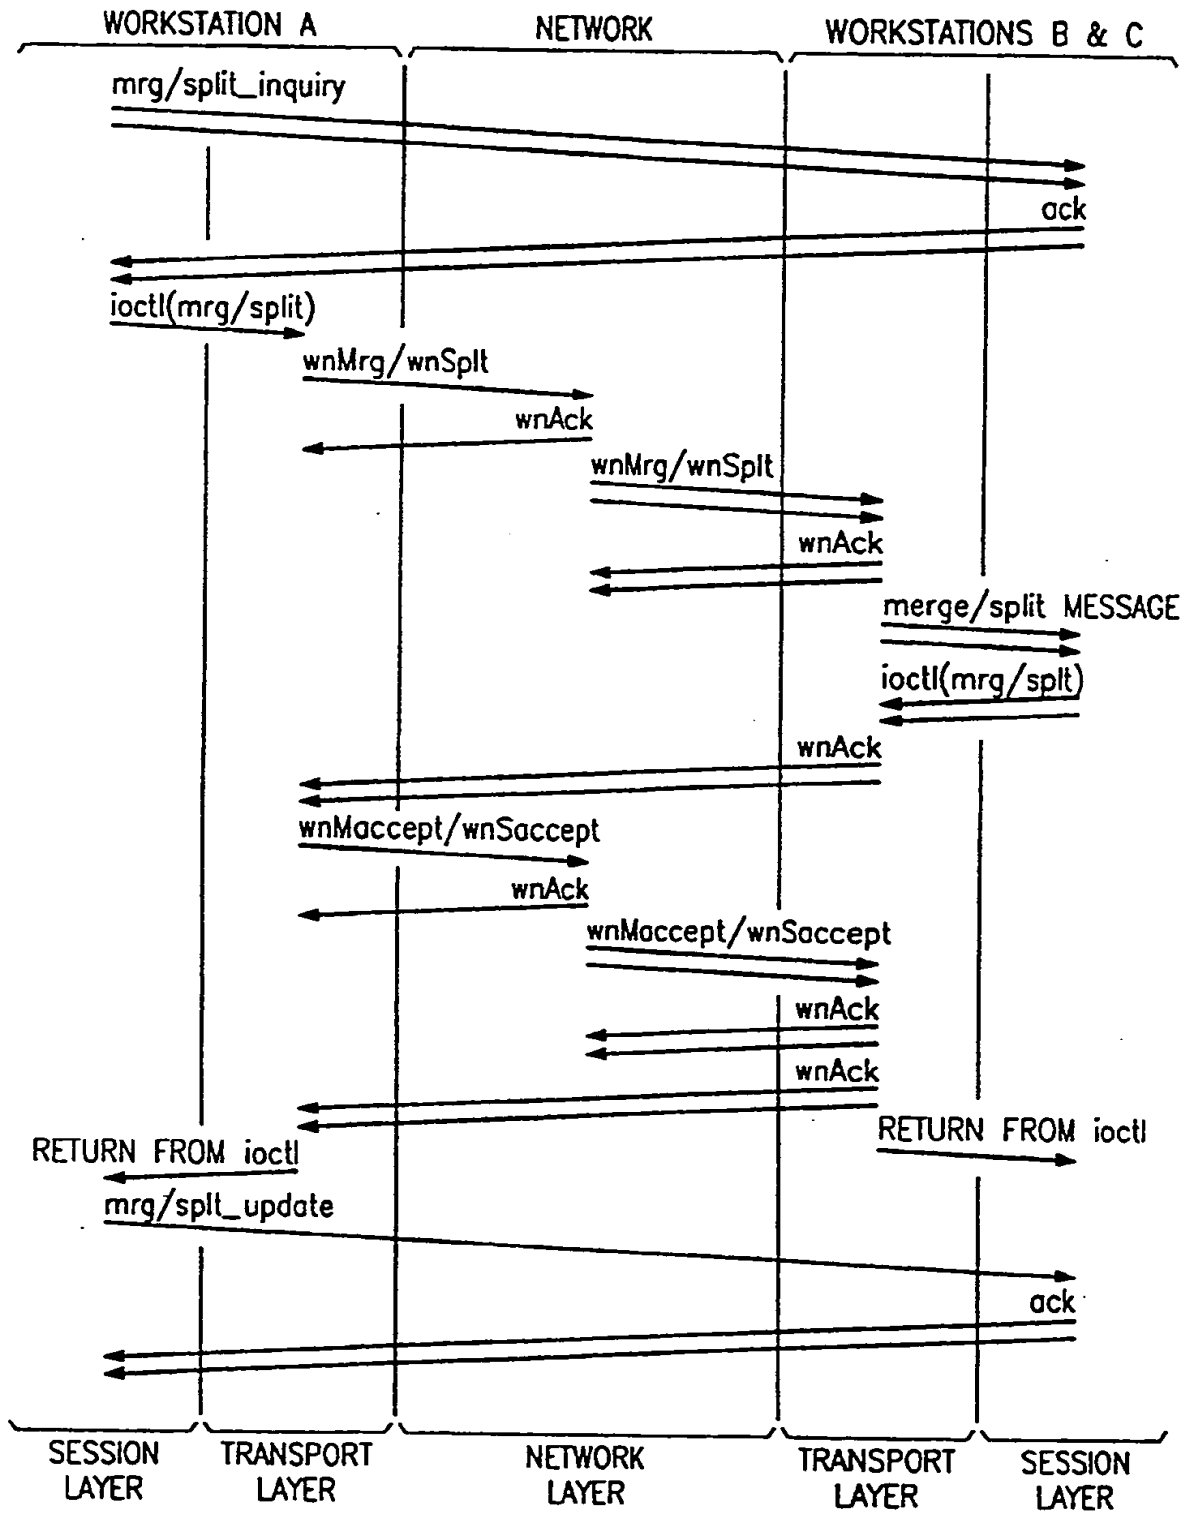 WORKSTATION A
NETWORK
WORKSTATIONS B & C
mrg/split_inquiry
ack
ioctl(mrg/split)
wnMrg/wnSplt
wnAck
wnMrg/wnSplt
wnAck
merge/split MESSAGE
ioctl(mrg/splt)
wnAck
wnMaccept/wnSaccept
wnAck
wnMaccept/wnSaccept
wnAck
wnAck
RETURN FROM ioctl
RETURN FROM ioctl
mrg/splt_update
ack
SESSION LAYER
TRANSPORT LAYER
NETWORK LAYER
TRANSPORT LAYER
SESSION LAYER